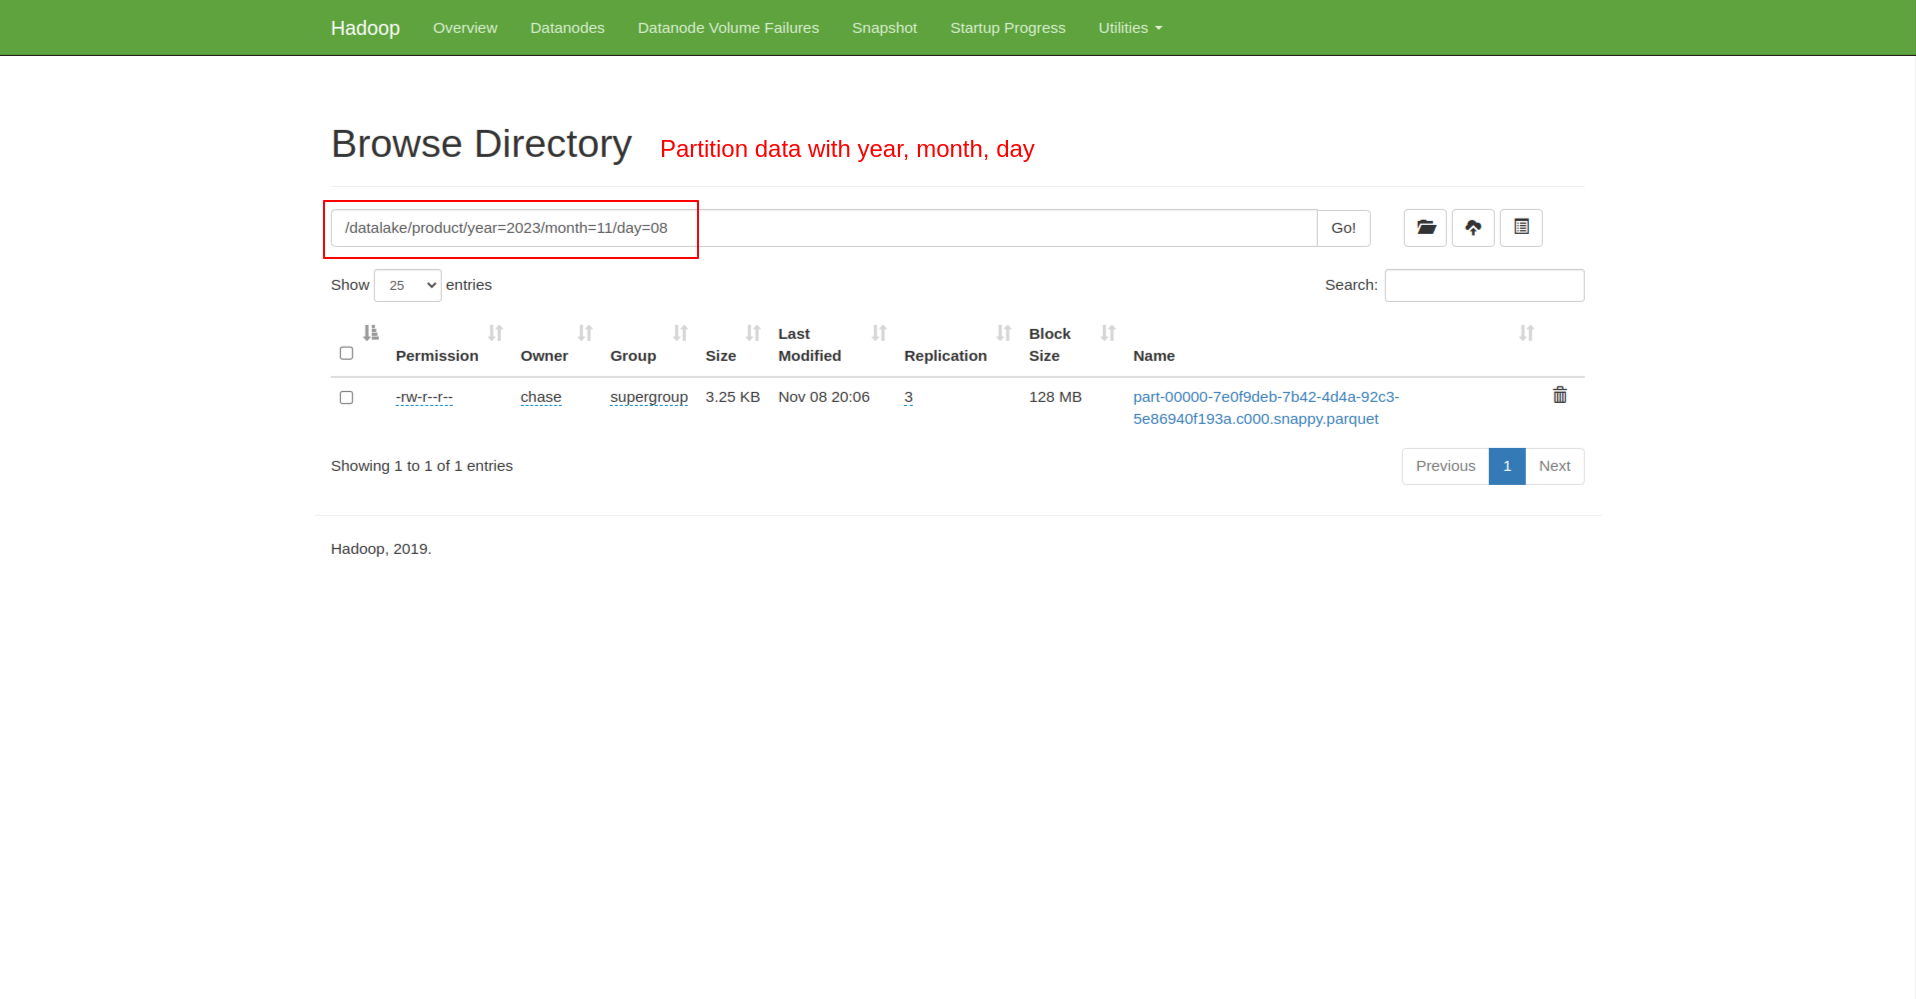 Hadoop Overview Datanodes Datanode Volume Failures Snapshot Startup Progress Utilities
Browse Directory Partition data with year, month, day
/datalake/product/year=2023/month=11/day=08 Go!
Show 25 entries Search:
Permission Owner Group Size Last Modified Replication Block Size Name
-rw-r--r-- chase supergroup 3.25 KB Nov 08 20:06 3 128 MB part-00000-7e0f9deb-7b42-4d4a-92c3-
5e86940f193a.c000.snappy.parquet
Showing 1 to 1 of 1 entries Previous 1 Next
Hadoop, 2019.